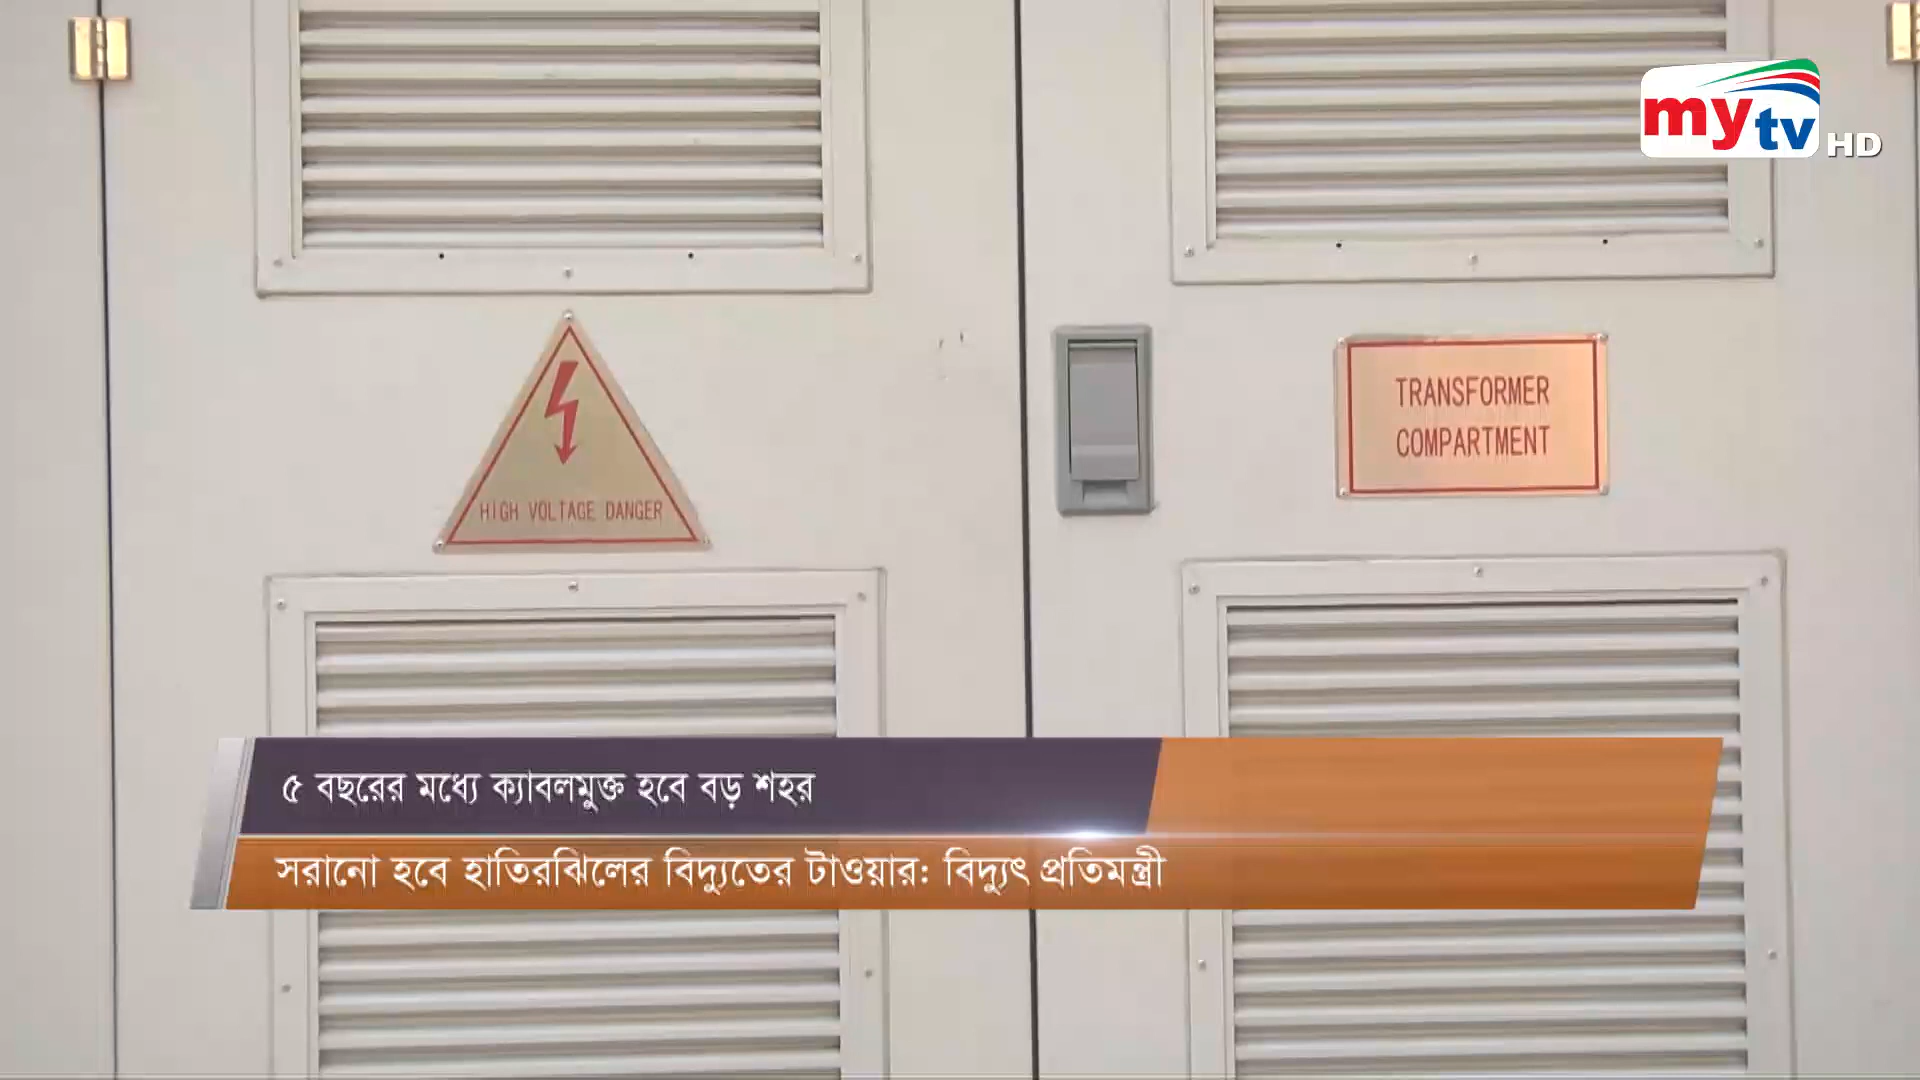 mytv HD
TRANSFORMER
COMPARTMENT
HIGH VOLTAGE DANGER
৫ বছরের মধ্যে ক্যাবলমুক্ত হবে বড় শহর
সরানো হবে হাতিরঝিলের বিদ্যুতের টাওয়ার: বিদ্যুৎ প্রতিমন্ত্রী